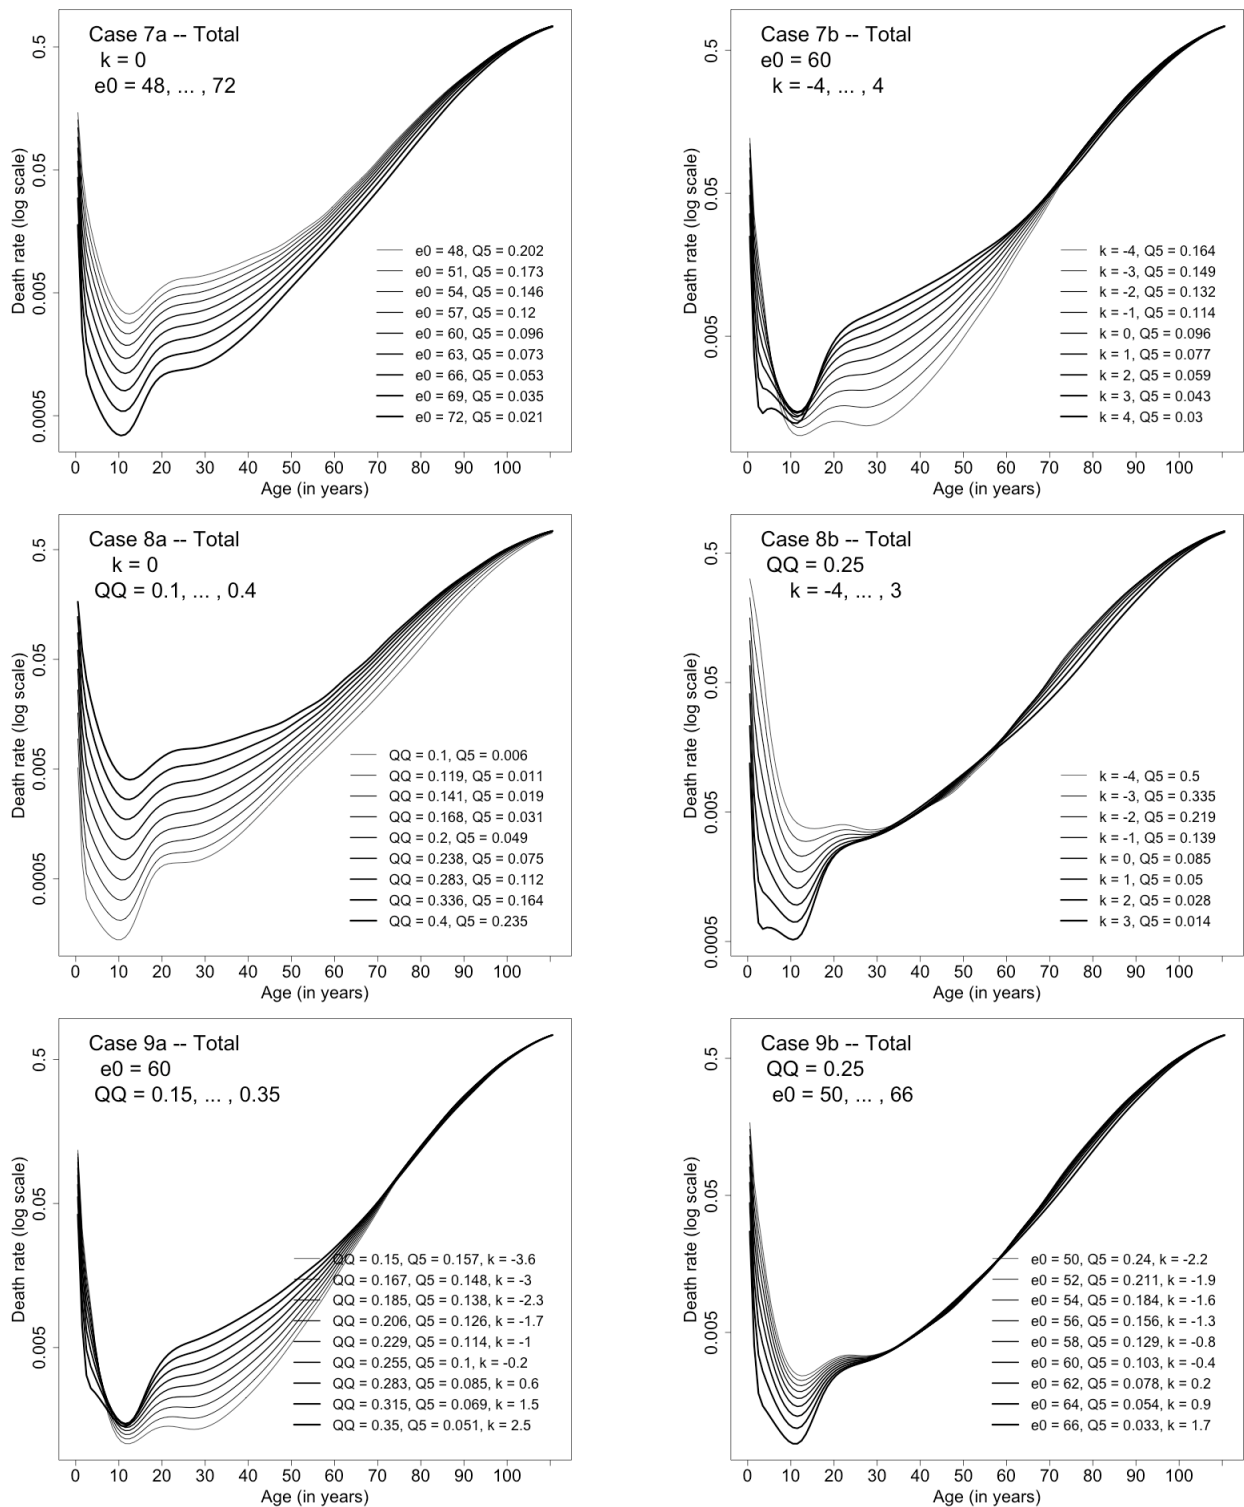 Case 7a -- Total
k = 0
e0 = 48, ... , 72
Death rate (log scale)
0.5
0.05
0.005
0.0005
e0 = 48, Q5 = 0.202
e0 = 51, Q5 = 0.173
e0 = 54, Q5 = 0.146
e0 = 57, Q5 = 0.12
e0 = 60, Q5 = 0.096
e0 = 63, Q5 = 0.073
e0 = 66, Q5 = 0.053
e0 = 69, Q5 = 0.035
e0 = 72, Q5 = 0.021
0 10 20 30 40 50 60 70 80 90 100
Age (in years)
Case 7b -- Total
e0 = 60
k = -4, ... , 4
Death rate (log scale)
0.5
0.05
0.005
k = -4, Q5 = 0.164
k = -3, Q5 = 0.149
k = -2, Q5 = 0.132
k = -1, Q5 = 0.114
k = 0, Q5 = 0.096
k = 1, Q5 = 0.077
k = 2, Q5 = 0.059
k = 3, Q5 = 0.043
k = 4, Q5 = 0.03
0 10 20 30 40 50 60 70 80 90 100
Age (in years)
Case 8a -- Total
k = 0
QQ = 0.1, ... , 0.4
Death rate (log scale)
0.5
0.05
0.005
0.0005
QQ = 0.1, Q5 = 0.006
QQ = 0.119, Q5 = 0.011
QQ = 0.141, Q5 = 0.019
QQ = 0.168, Q5 = 0.031
QQ = 0.2, Q5 = 0.049
QQ = 0.238, Q5 = 0.075
QQ = 0.283, Q5 = 0.112
QQ = 0.336, Q5 = 0.164
QQ = 0.4, Q5 = 0.235
0 10 20 30 40 50 60 70 80 90 100
Age (in years)
Case 8b -- Total
QQ = 0.25
k = -4, ... , 3
Death rate (log scale)
0.5
0.05
0.005
0.0005
k = -4, Q5 = 0.5
k = -3, Q5 = 0.335
k = -2, Q5 = 0.219
k = -1, Q5 = 0.139
k = 0, Q5 = 0.085
k = 1, Q5 = 0.05
k = 2, Q5 = 0.028
k = 3, Q5 = 0.014
0 10 20 30 40 50 60 70 80 90 100
Age (in years)
Case 9a -- Total
e0 = 60
QQ = 0.15, ... , 0.35
Death rate (log scale)
0.5
0.05
0.005
QQ = 0.15, Q5 = 0.157, k = -3.6
QQ = 0.167, Q5 = 0.148, k = -3
QQ = 0.185, Q5 = 0.138, k = -2.3
QQ = 0.206, Q5 = 0.126, k = -1.7
QQ = 0.229, Q5 = 0.114, k = -1
QQ = 0.255, Q5 = 0.1, k = -0.2
QQ = 0.283, Q5 = 0.085, k = 0.6
QQ = 0.315, Q5 = 0.069, k = 1.5
QQ = 0.35, Q5 = 0.051, k = 2.5
0 10 20 30 40 50 60 70 80 90 100
Age (in years)
Case 9b -- Total
QQ = 0.25
e0 = 50, ... , 66
Death rate (log scale)
0.5
0.05
0.005
e0 = 50, Q5 = 0.24, k = -2.2
e0 = 52, Q5 = 0.211, k = -1.9
e0 = 54, Q5 = 0.184, k = -1.6
e0 = 56, Q5 = 0.156, k = -1.3
e0 = 58, Q5 = 0.129, k = -0.8
e0 = 60, Q5 = 0.103, k = -0.4
e0 = 62, Q5 = 0.078, k = 0.2
e0 = 64, Q5 = 0.054, k = 0.9
e0 = 66, Q5 = 0.033, k = 1.7
0 10 20 30 40 50 60 70 80 90 100
Age (in years)